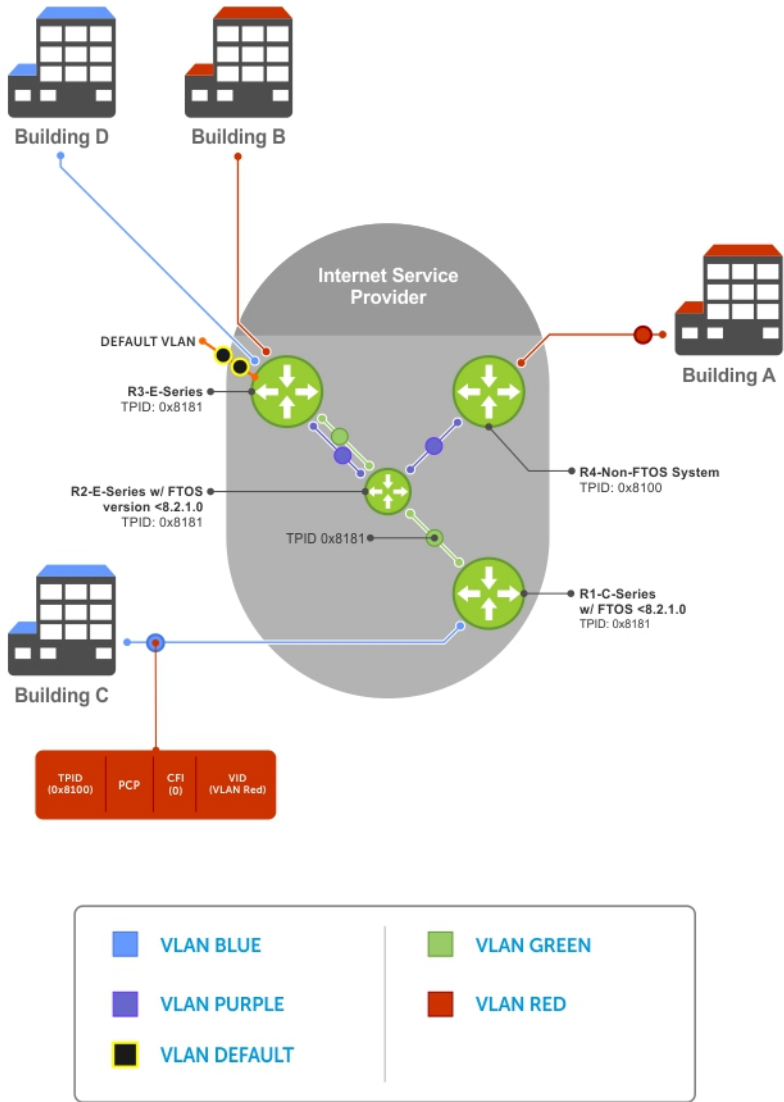 Building D
Building B
Internet Service
Provider
Building A
DEFAULT VLAN
R3-E-Series
TPID: 0x8181
R4-Non-FTOS System
TPID: 0x8100
R2-E-Series w/ FTOS
version <8.2.1.0
TPID: 0x8181
TPID 0x8181
R1-C-Series
w/ FTOS <8.2.1.0
TPID: 0x8181
Building C
TPID
(0x8100)
PCP
CFI
(0)
VID
(VLAN Red)
VLAN BLUE
VLAN GREEN
VLAN PURPLE
VLAN RED
VLAN DEFAULT